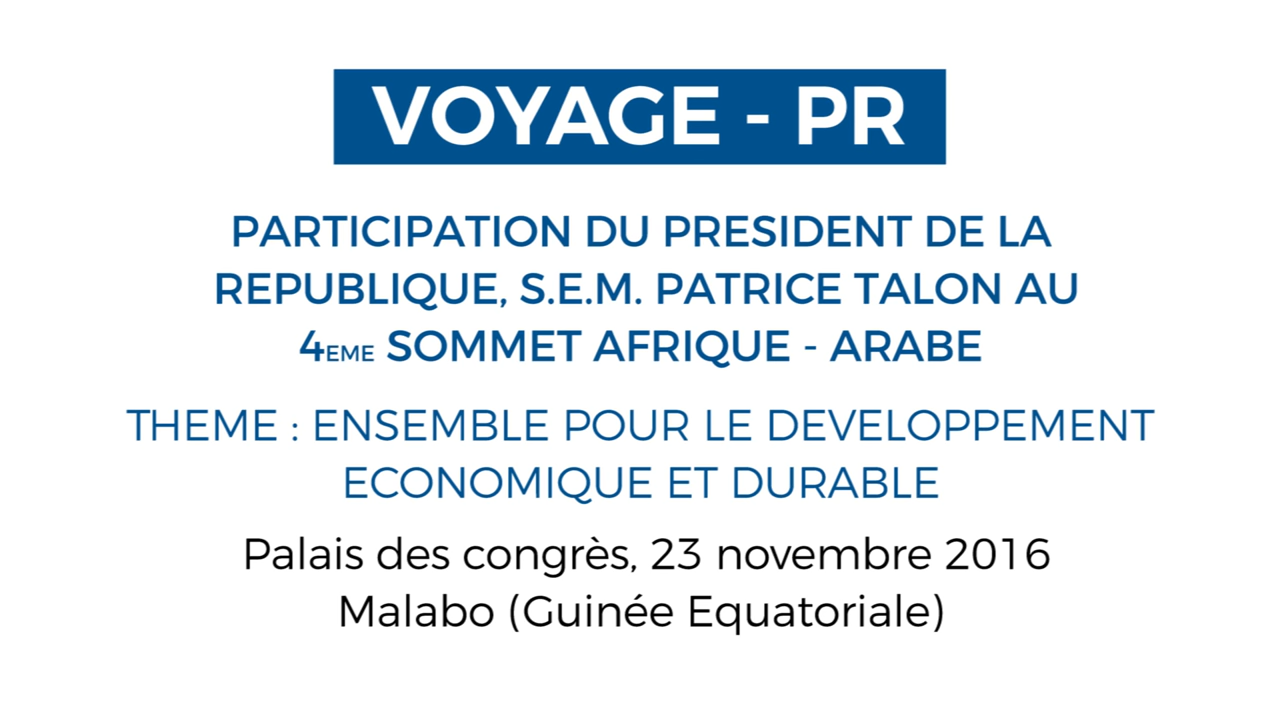 VOYAGE - PR
PARTICIPATION DU PRESIDENT DE LA
REPUBLIQUE, S.E.M. PATRICE TALON AU
4EME SOMMET AFRIQUE - ARABE
THEME : ENSEMBLE POUR LE DEVELOPPEMENT
ECONOMIQUE ET DURABLE
Palais des congrès, 23 novembre 2016
Malabo (Guinée Equatoriale)